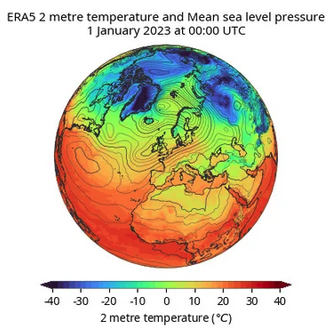 ERA5 2 metre temperature and Mean sea level pressure
1 January 2023 at 00:00 UTC
-40 -30 -20 -10 0 10 20 30 40
2 metre temperature (°C)